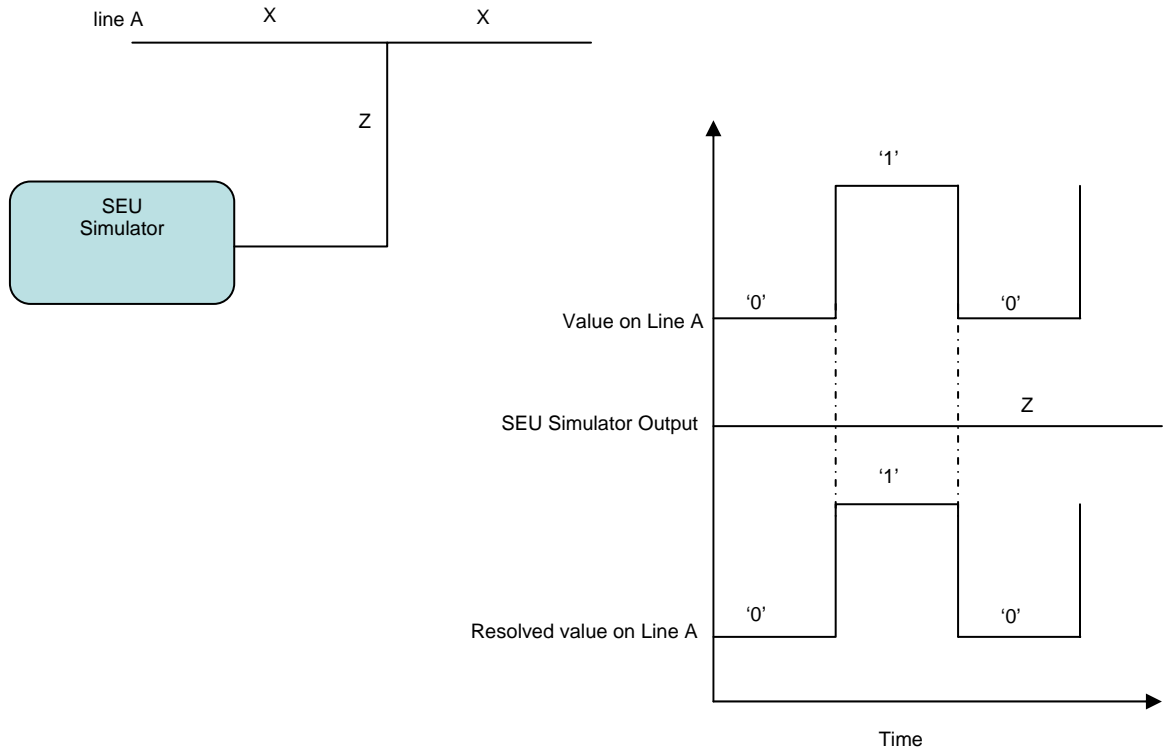 line A
X
X
Z
SEU
Simulator
‘1’
‘0’
‘0’
Value on Line A
Z
SEU Simulator Output
‘1’
‘0’
‘0’
Resolved value on Line A
Time